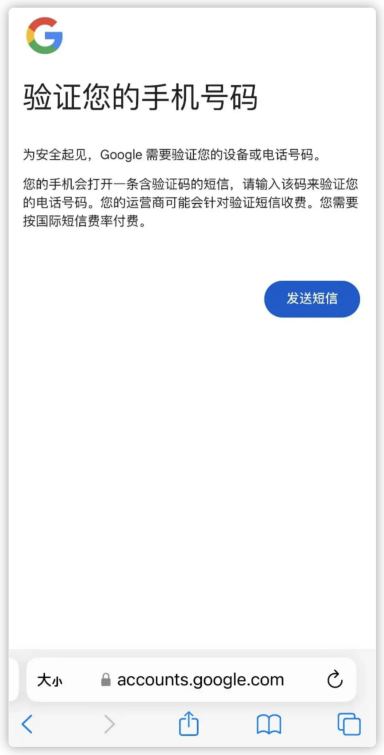 验证您的手机号码
为安全起见，Google 需要验证您的设备或电话号码。
您的手机会打开一条含验证码的短信，请输入该码来验证您
的电话号码。您的运营商可能会针对验证短信收费。您需要
按国际短信费率付费。
发送短信
大小 accounts.google.com